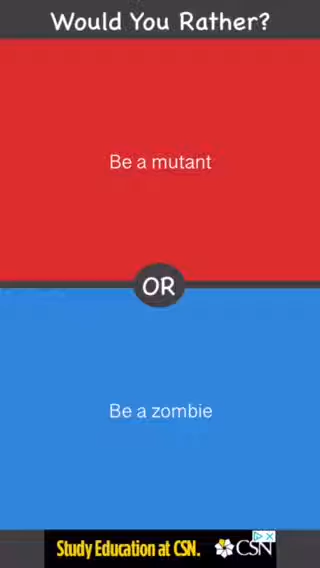 Would You Rather?
Be a mutant
OR
Be a zombie
Study Education at CSN. CSN